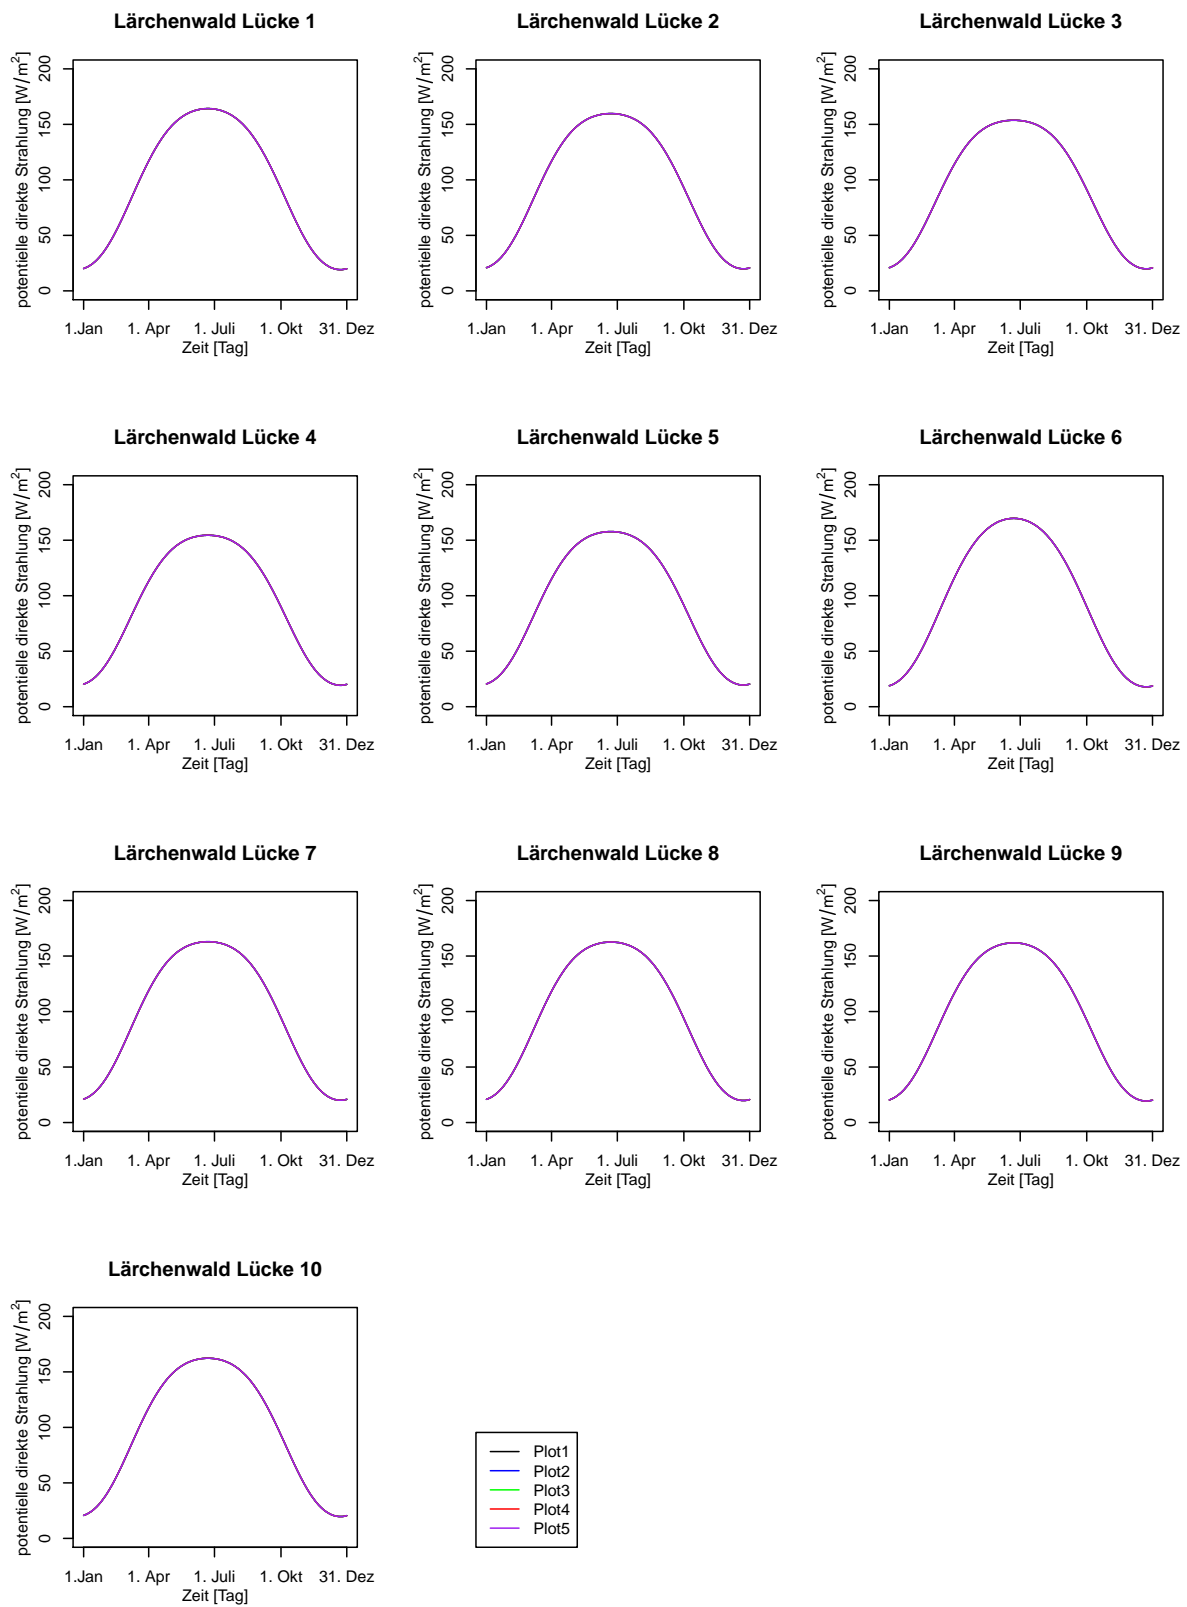 Lärchenwald Lücke 1
potentielle direkte Strahlung [W/m²]
200
150
100
50
0
1.Jan 1. Apr 1. Juli 1. Okt 31. Dez
Zeit [Tag]
Lärchenwald Lücke 2
potentielle direkte Strahlung [W/m²]
200
150
100
50
0
1.Jan 1. Apr 1. Juli 1. Okt 31. Dez
Zeit [Tag]
Lärchenwald Lücke 3
potentielle direkte Strahlung [W/m²]
200
150
100
50
0
1.Jan 1. Apr 1. Juli 1. Okt 31. Dez
Zeit [Tag]
Lärchenwald Lücke 4
potentielle direkte Strahlung [W/m²]
200
150
100
50
0
1.Jan 1. Apr 1. Juli 1. Okt 31. Dez
Zeit [Tag]
Lärchenwald Lücke 5
potentielle direkte Strahlung [W/m²]
200
150
100
50
0
1.Jan 1. Apr 1. Juli 1. Okt 31. Dez
Zeit [Tag]
Lärchenwald Lücke 6
potentielle direkte Strahlung [W/m²]
200
150
100
50
0
1.Jan 1. Apr 1. Juli 1. Okt 31. Dez
Zeit [Tag]
Lärchenwald Lücke 7
potentielle direkte Strahlung [W/m²]
200
150
100
50
0
1.Jan 1. Apr 1. Juli 1. Okt 31. Dez
Zeit [Tag]
Lärchenwald Lücke 8
potentielle direkte Strahlung [W/m²]
200
150
100
50
0
1.Jan 1. Apr 1. Juli 1. Okt 31. Dez
Zeit [Tag]
Lärchenwald Lücke 9
potentielle direkte Strahlung [W/m²]
200
150
100
50
0
1.Jan 1. Apr 1. Juli 1. Okt 31. Dez
Zeit [Tag]
Lärchenwald Lücke 10
potentielle direkte Strahlung [W/m²]
200
150
100
50
0
1.Jan 1. Apr 1. Juli 1. Okt 31. Dez
Zeit [Tag]
Plot1
Plot2
Plot3
Plot4
Plot5